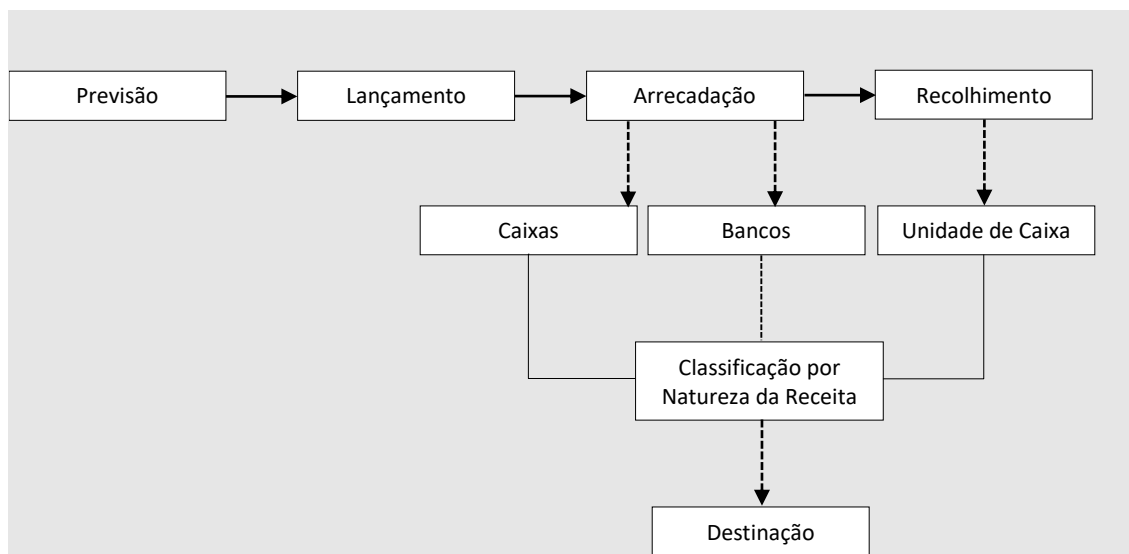 Previsão
Lançamento
Arrecadação
Recolhimento
Caixas
Bancos
Unidade de Caixa
Classificação por
Natureza da Receita
Destinação